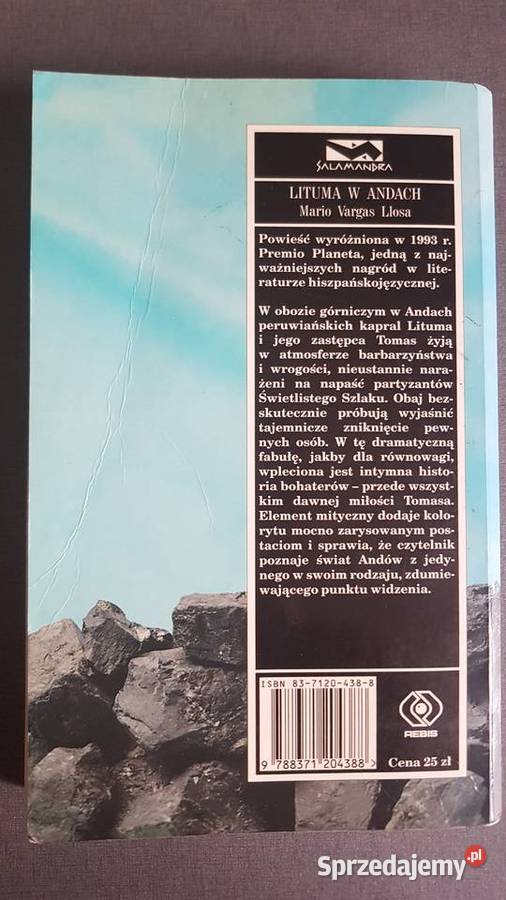 SALAMANDRA
LITUMA W ANDACH
Mario Vargas Llosa
Powieść wyróżniona w 1993 r.
Premio Planeta, jedną z naj-
ważniejszych nagród w lite-
raturze hiszpańskojęzycznej.
W obozie górniczym w Andach
peruwiańskich kapral Lituma
i jego zastępca Tomas żyją
w atmosferze barbarzyństwa
i wrogości, nieustannie nara-
żeni na napaść partyzantów
Świetlistego Szlaku. Obaj bez-
skutecznie próbują wyjaśnić
tajemnicze zniknięcie pew-
nych osób. W tę dramatyczną
fabułę, jakby dla równowagi,
wpleciona jest intymna histo-
ria bohaterów – przede wszyst-
kim dawnej miłości Tomasa.
Element mityczny dodaje kolo-
rytu mocno zarysowanym pos-
taciom i sprawia, że czytelnik
poznaje świat Andów z jedy-
nego w swoim rodzaju, zdumie-
wającego punktu widzenia.
ISBN 83-7120-438-8
9 788371 204388 >
REBIS
Cena 25 zł
Sprzedajemy.pl